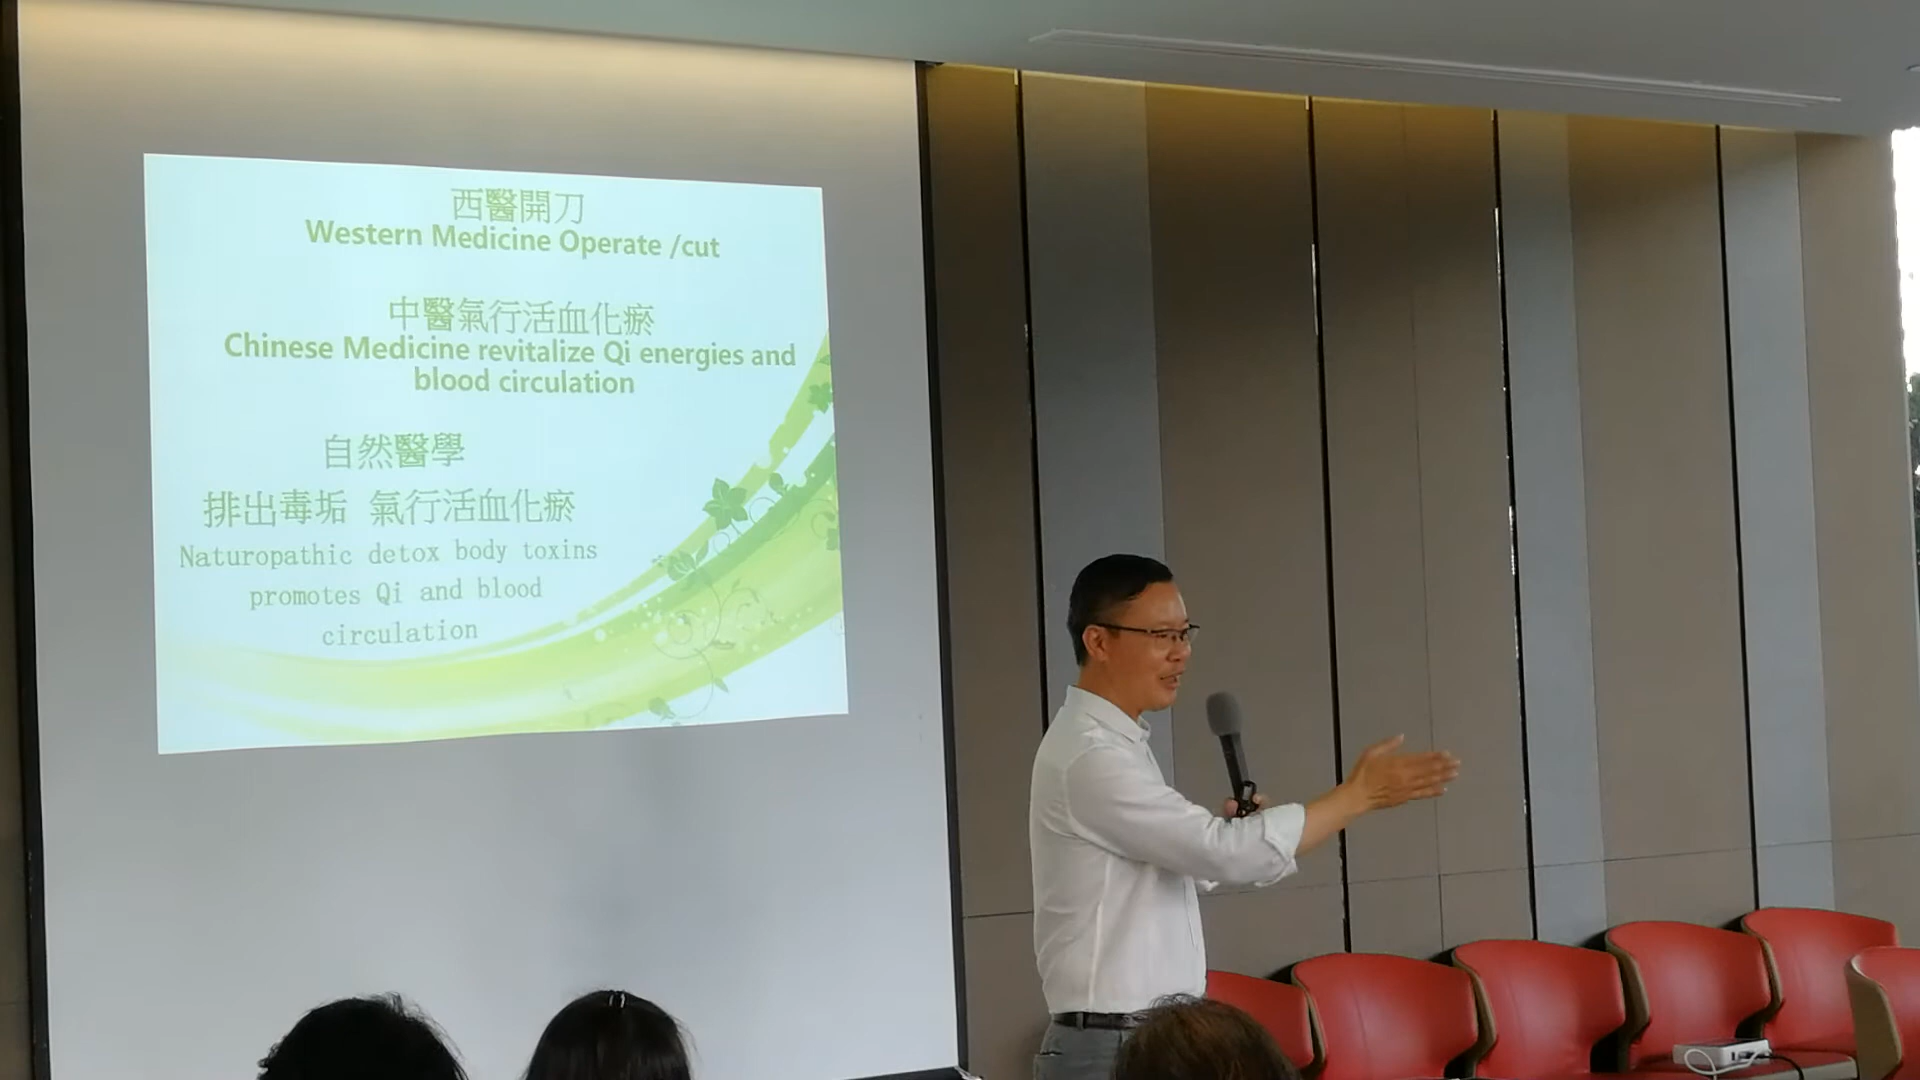 西醫開刀
Western Medicine Operate /cut
中醫氣行活血化瘀
Chinese Medicine revitalize Qi energies and
blood circulation
自然醫學
排出毒垢 氣行活血化瘀
Naturopathic detox body toxins
promotes Qi and blood
circulation